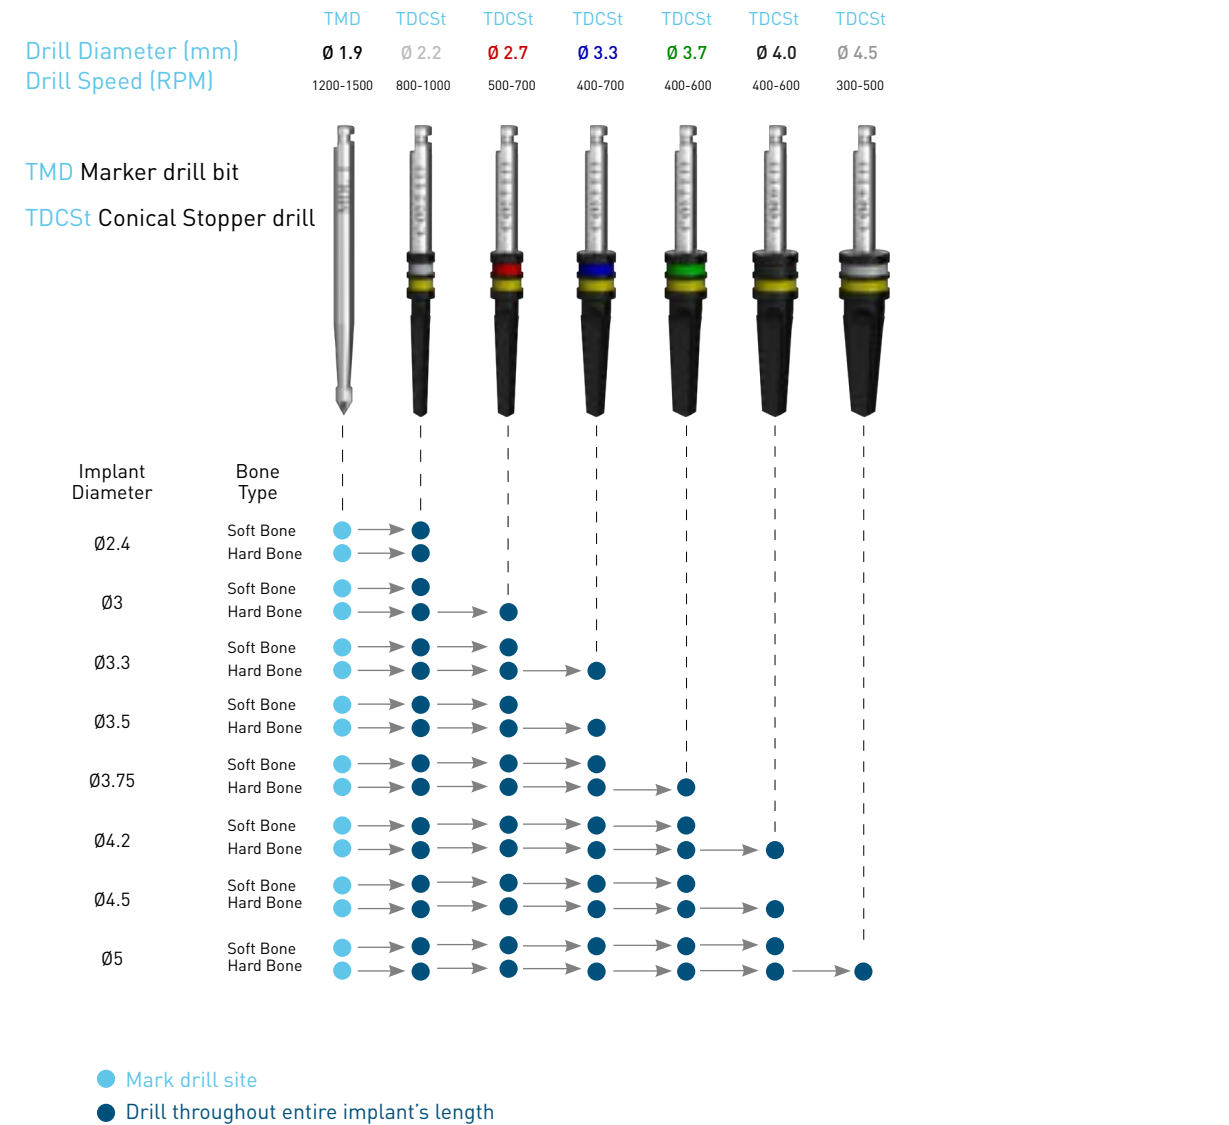 TMD TDCSt TDCSt TDCSt TDCSt TDCSt TDCSt
Drill Diameter (mm) Ø 1.9 Ø 2.2 Ø 2.7 Ø 3.3 Ø 3.7 Ø 4.0 Ø 4.5
Drill Speed (RPM) 1200-1500 800-1000 500-700 400-700 400-600 400-600 300-500
TMD Marker drill bit
TDCSt Conical Stopper drill
Implant Diameter
Bone Type
Ø2.4
Soft Bone
Hard Bone
Ø3
Soft Bone
Hard Bone
Ø3.3
Soft Bone
Hard Bone
Ø3.5
Soft Bone
Hard Bone
Ø3.75
Soft Bone
Hard Bone
Ø4.2
Soft Bone
Hard Bone
Ø4.5
Soft Bone
Hard Bone
Ø5
Soft Bone
Hard Bone
Mark drill site
Drill throughout entire implant's length